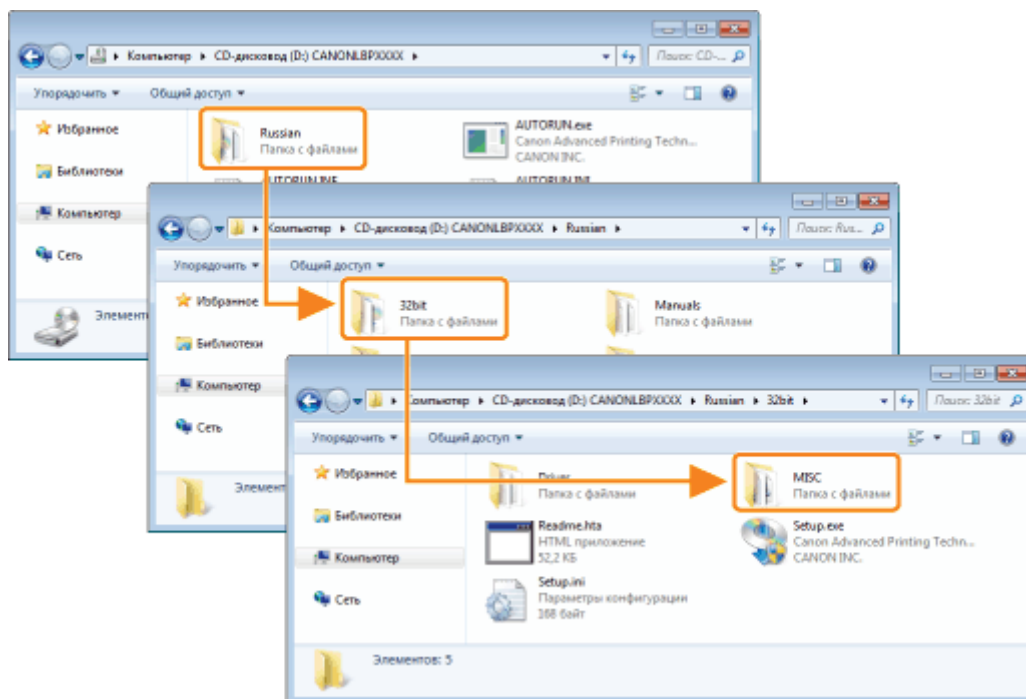 Компьютер ▸ CD-дисковод (D:) CANONLBPXXXX ▸
Поиск: CD-...
Упорядочить ▾ Общий доступ ▾
Избранное
Russian
Папка с файлами
AUTORUN.exe
Canon Advanced Printing Techn...
CANON INC.
Библиотеки
AUTORUN.INF
AUTORUN.INI
Компьютер
Сеть
Компьютер ▸ CD-дисковод (D:) CANONLBPXXXX ▸ Russian ▸
Поиск: Rus...
Упорядочить ▾ Общий доступ ▾
Избранное
32bit
Папка с файлами
Manuals
Папка с файлами
Библиотеки
Компьютер
Сеть
Компьютер ▸ CD-дисковод (D:) CANONLBPXXXX ▸ Russian ▸ 32bit ▸
Поиск: 32bit
Упорядочить ▾ Общий доступ ▾
Избранное
Driver
Папка с файлами
MISC
Папка с файлами
Библиотеки
Readme.hta
HTML приложение
52,2 КБ
Setup.exe
Canon Advanced Printing Techn...
CANON INC.
Компьютер
Setup.ini
Параметры конфигурации
168 байт
Сеть
Элементов: 5